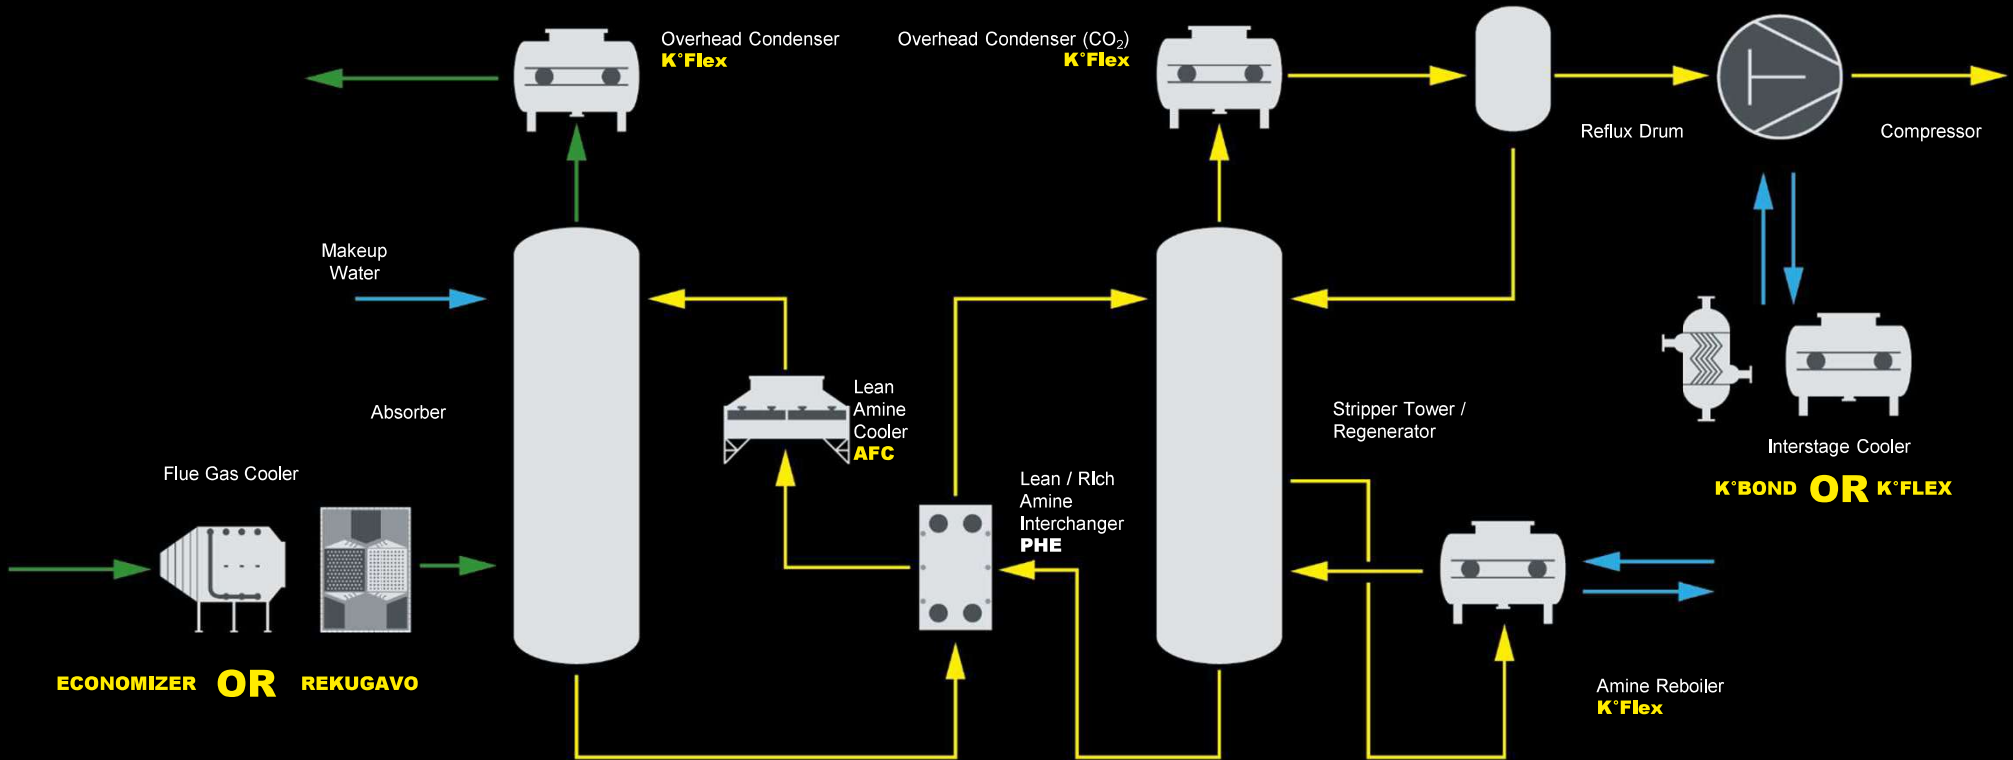 Overhead Condenser
K°Flex
Overhead Condenser (CO₂)
K°Flex
Reflux Drum
Compressor
Makeup
Water
Absorber
Lean
Amine
Cooler
AFC
Stripper Tower /
Regenerator
Interstage Cooler
K°BOND OR K°FLEX
Flue Gas Cooler
Lean / RIch
Amine
Interchanger
PHE
ECONOMIZER OR REKUGAVO
Amine Reboiler
K°Flex